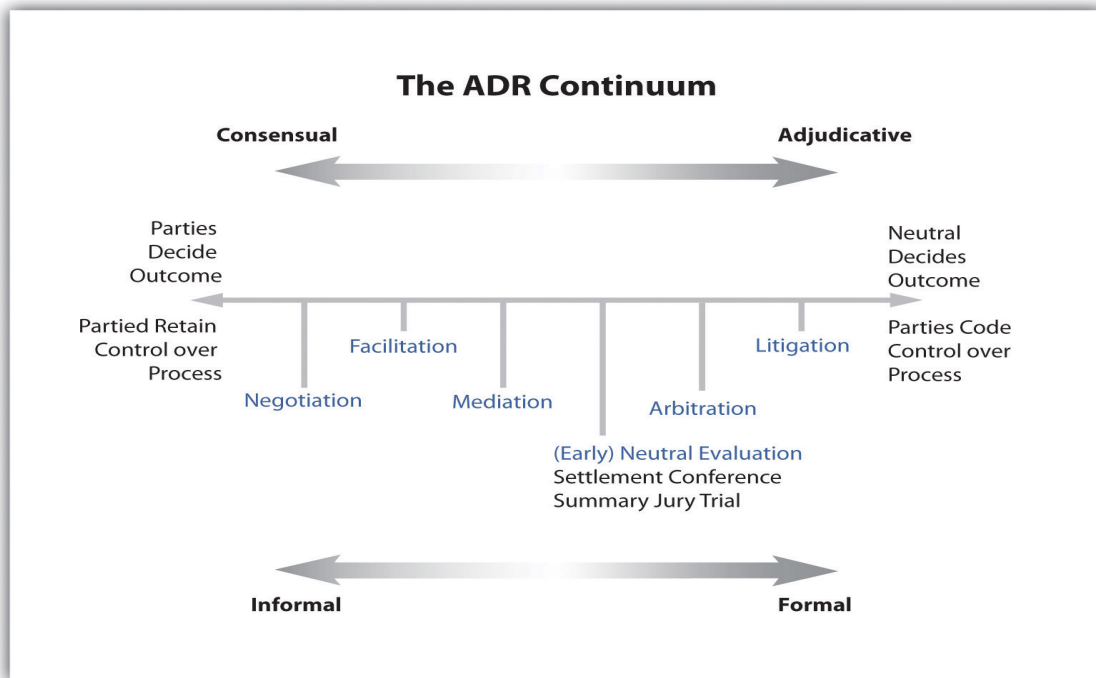 The ADR Continuum
Consensual
Adjudicative
Parties
Decide
Outcome
Neutral
Decides
Outcome
Partied Retain
Control over
Process
Parties Code
Control over
Process
Negotiation
Facilitation
Mediation
(Early) Neutral Evaluation
Settlement Conference
Summary Jury Trial
Arbitration
Litigation
Informal
Formal